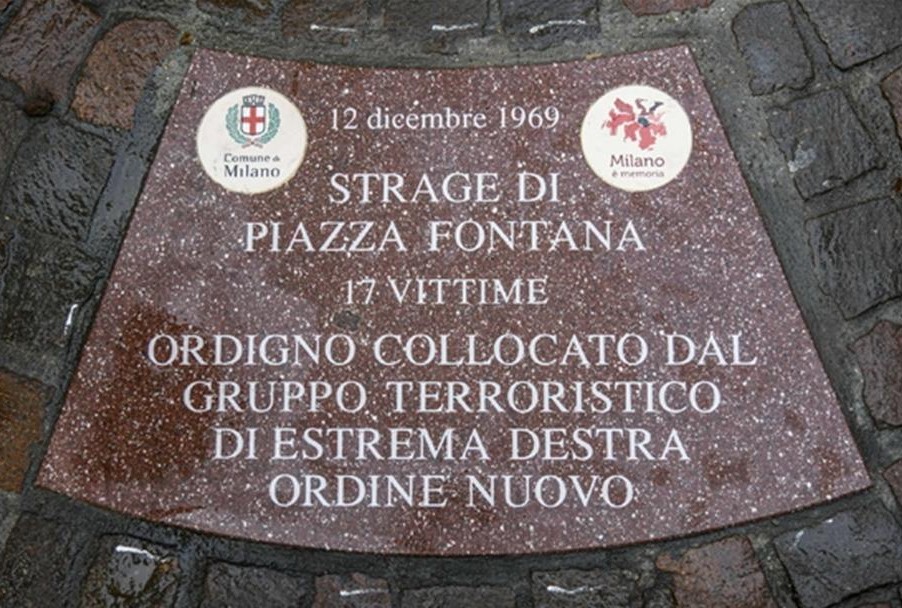 12 dicembre 1969
Comune di
Milano
Milano
è memoria
STRAGE DI
PIAZZA FONTANA
17 VITTIME
ORDIGNO COLLOCATO DAL
GRUPPO TERRORISTICO
DI ESTREMA DESTRA
ORDINE NUOVO